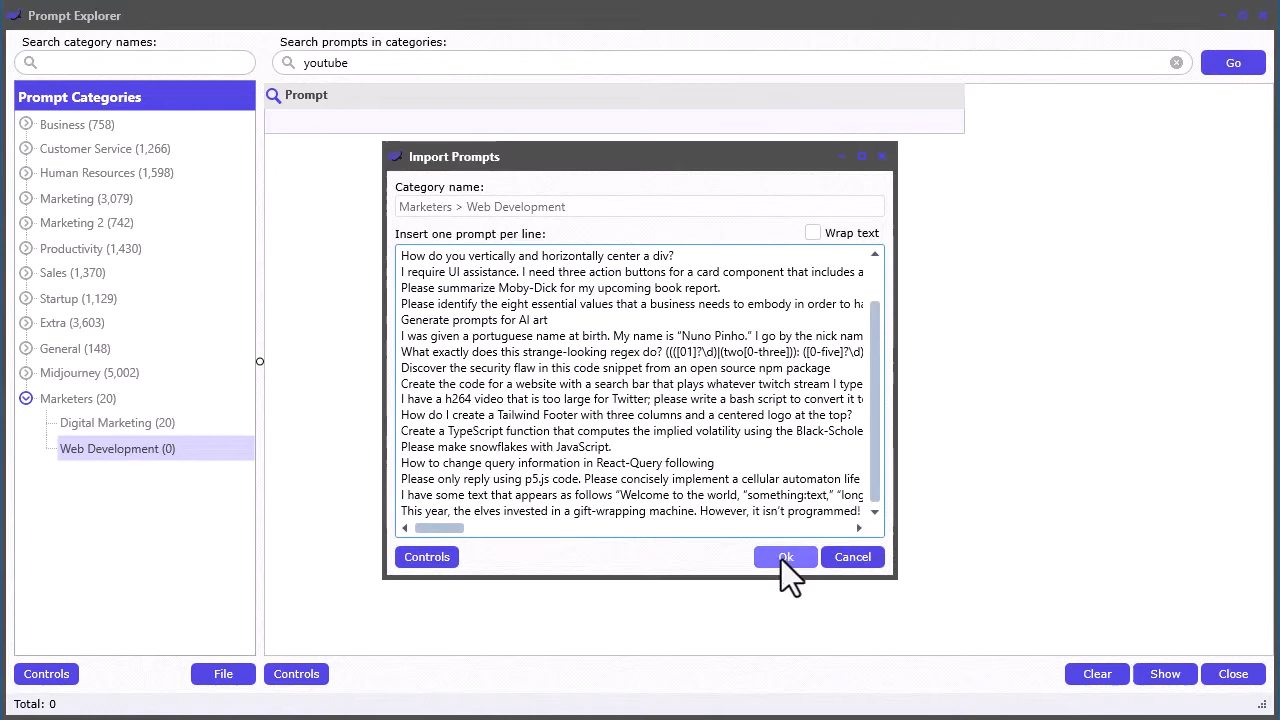 Prompt Explorer
Search category names:
Search prompts in categories:
youtube
Go
Prompt Categories
Prompt
Business (758)
Customer Service (1,266)
Human Resources (1,598)
Marketing (3,079)
Marketing 2 (742)
Productivity (1,430)
Sales (1,370)
Startup (1,129)
Extra (3,603)
General (148)
Midjourney (5,002)
Marketers (20)
Digital Marketing (20)
Web Development (0)
Import Prompts
Category name:
Marketers > Web Development
Insert one prompt per line:
Wrap text
How do you vertically and horizontally center a div?
I require UI assistance. I need three action buttons for a card component that includes a
Please summarize Moby-Dick for my upcoming book report.
Please identify the eight essential values that a business needs to embody in order to ha
Generate prompts for AI art
I was given a portuguese name at birth. My name is “Nuno Pinho.” I go by the nick nam
What exactly does this strange-looking regex do? (((([01]?\d)|(two[0-three])): ([0-five]?\d)
Discover the security flaw in this code snippet from an open source npm package
Create the code for a website with a search bar that plays whatever twitch stream I type
I have a h264 video that is too large for Twitter; please write a bash script to convert it to
How do I create a Tailwind Footer with three columns and a centered logo at the top?
Create a TypeScript function that computes the implied volatility using the Black-Schole
Please make snowflakes with JavaScript.
How to change query information in React-Query following
Please only reply using p5.js code. Please concisely implement a cellular automaton life
I have some text that appears as follows “Welcome to the world, “something:text,” “long
This year, the elves invested in a gift-wrapping machine. However, it isn’t programmed!
Controls
Ok
Cancel
Controls
File
Controls
Clear
Show
Close
Total: 0